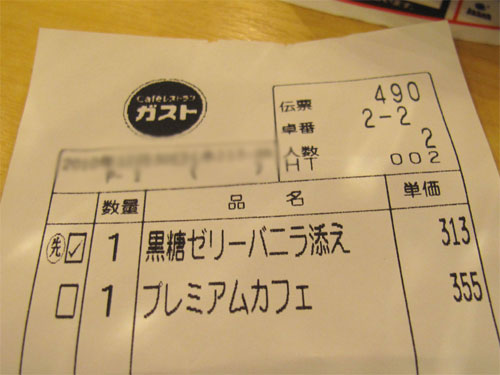 Caféレストラン
ガスト
伝票 490
卓番 2-2
人数 2
HT 002
数量 品名 単価
先 ☑ 1 黒糖ゼリーバニラ添え 313
☐ 1 プレミアムカフェ 355